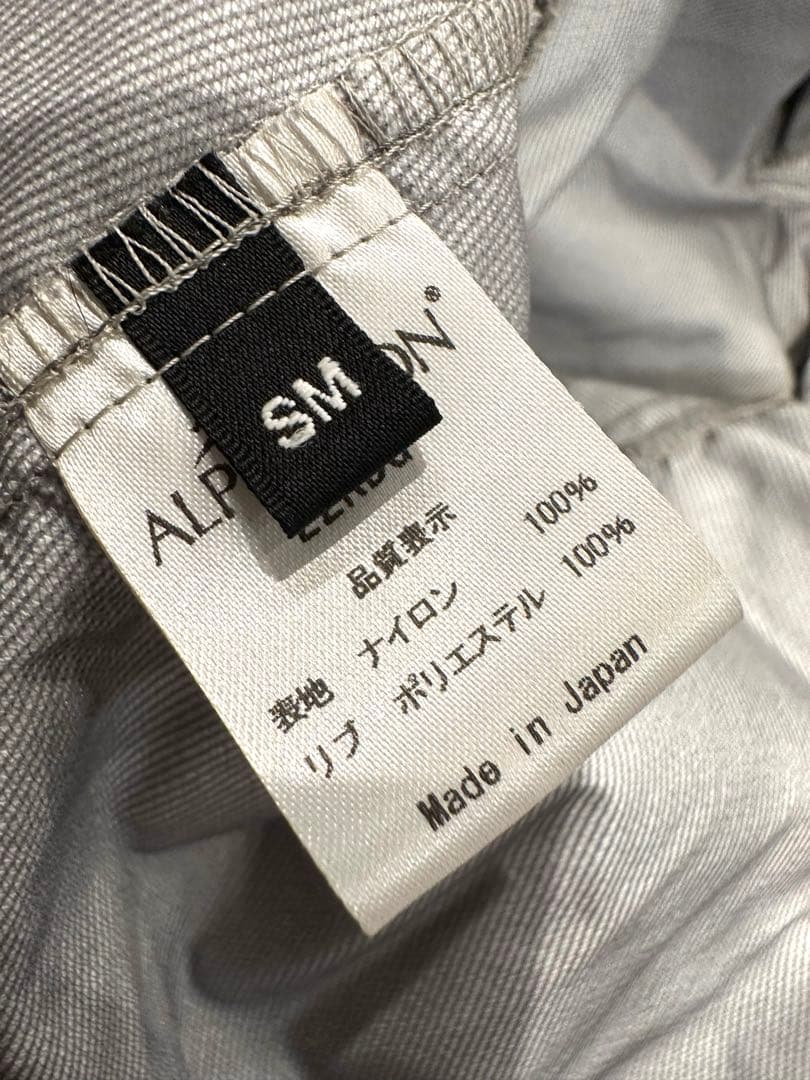 SM
品質表示
表地 ナイロン 100%
リブ ポリエステル 100%
Made in Japan